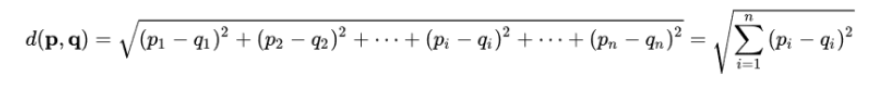 d(p, q) = √((p₁ − q₁)² + (p₂ − q₂)² + ⋯ + (pᵢ − qᵢ)² + ⋯ + (pₙ − qₙ)²) = √(∑ᵢ₌₁ⁿ (pᵢ − qᵢ)²)